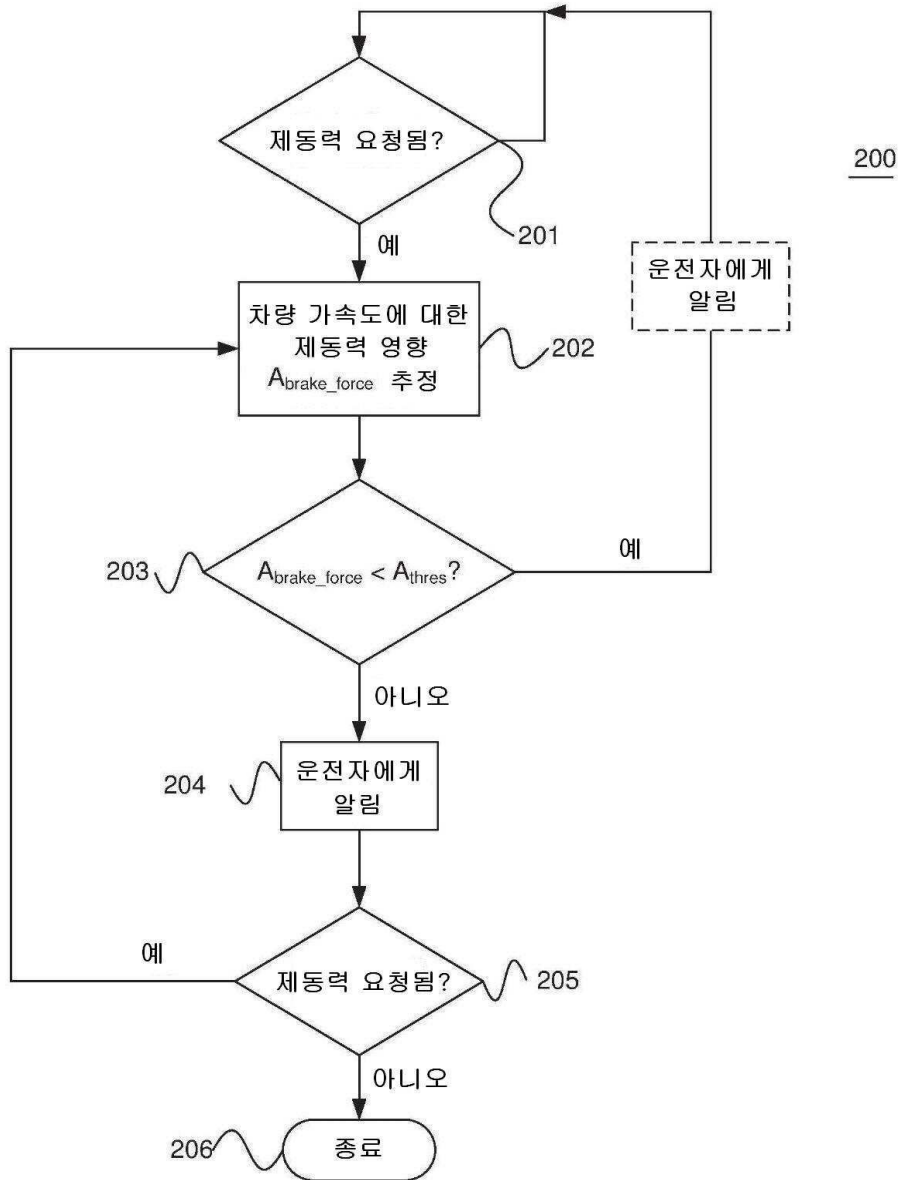 제동력 요청됨?
200
201
예
운전자에게
알림
차량 가속도에 대한
제동력 영향
Abrake_force 추정
202
203
Abrake_force < Athres?
예
아니오
204
운전자에게
알림
예
제동력 요청됨?
205
아니오
206
종료